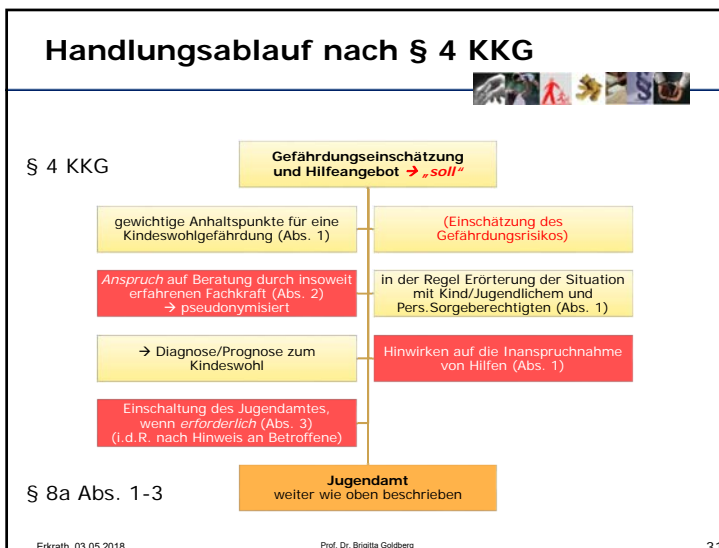 Handlungsablauf nach § 4 KKG
§ 4 KKG
Gefährdungseinschätzung
und Hilfeangebot → „soll“
gewichtige Anhaltspunkte für eine
Kindeswohlgefährdung (Abs. 1)
(Einschätzung des
Gefährdungsrisikos)
Anspruch auf Beratung durch insoweit
erfahrenen Fachkraft (Abs. 2)
→ pseudonymisiert
in der Regel Erörterung der Situation
mit Kind/Jugendlichem und
Pers.Sorgeberechtigten (Abs. 1)
→ Diagnose/Prognose zum
Kindeswohl
Hinwirken auf die Inanspruchnahme
von Hilfen (Abs. 1)
Einschaltung des Jugendamtes,
wenn erforderlich (Abs. 3)
(i.d.R. nach Hinweis an Betroffene)
§ 8a Abs. 1-3
Jugendamt
weiter wie oben beschrieben
Erkrath, 03.05.2018
Prof. Dr. Brigitta Goldberg